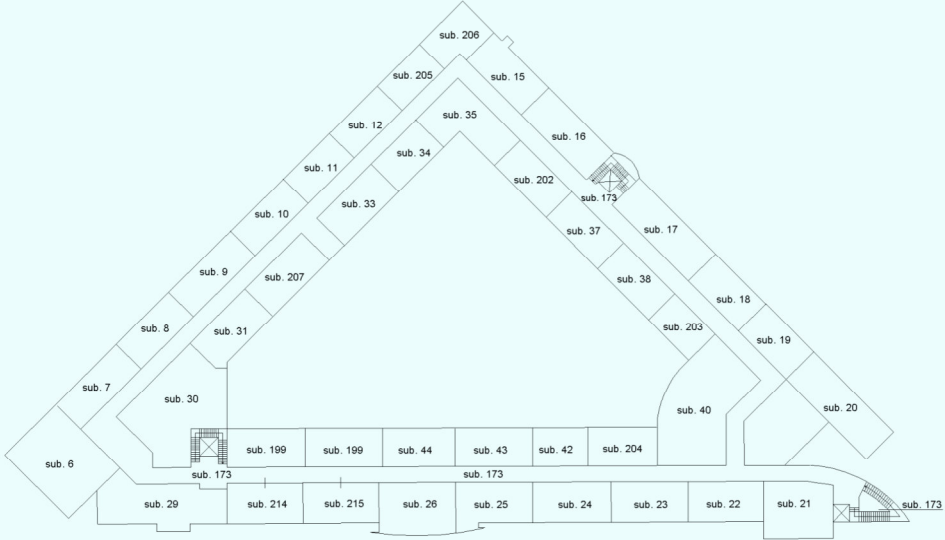 sub. 206
sub. 205
sub. 15
sub. 35
sub. 12
sub. 16
sub. 34
sub. 11
sub. 202
sub. 173
sub. 33
sub. 10
sub. 37
sub. 17
sub. 9
sub. 207
sub. 38
sub. 18
sub. 8
sub. 31
sub. 203
sub. 19
sub. 7
sub. 30
sub. 40
sub. 20
sub. 6
sub. 199
sub. 199
sub. 44
sub. 43
sub. 42
sub. 204
sub. 173
sub. 173
sub. 29
sub. 214
sub. 215
sub. 26
sub. 25
sub. 24
sub. 23
sub. 22
sub. 21
sub. 173